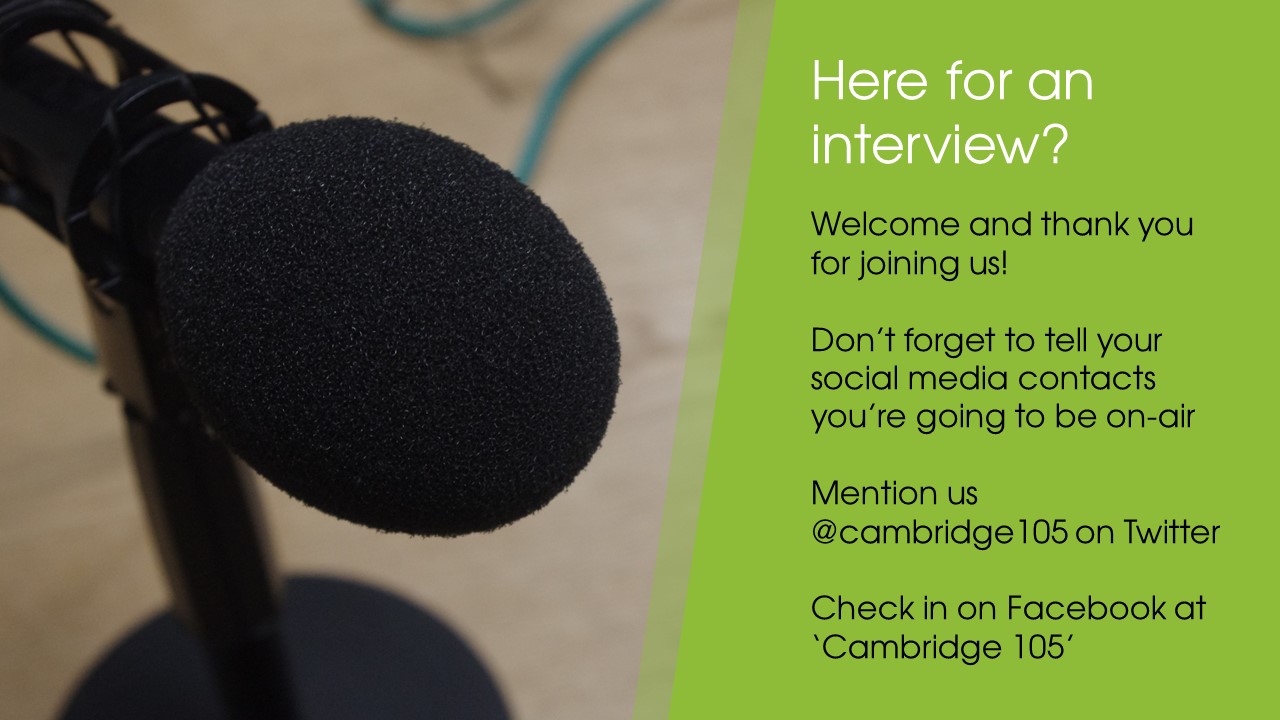 Here for an
interview?
Welcome and thank you
for joining us!
Don’t forget to tell your
social media contacts
you’re going to be on-air
Mention us
@cambridge105 on Twitter
Check in on Facebook at
‘Cambridge 105’